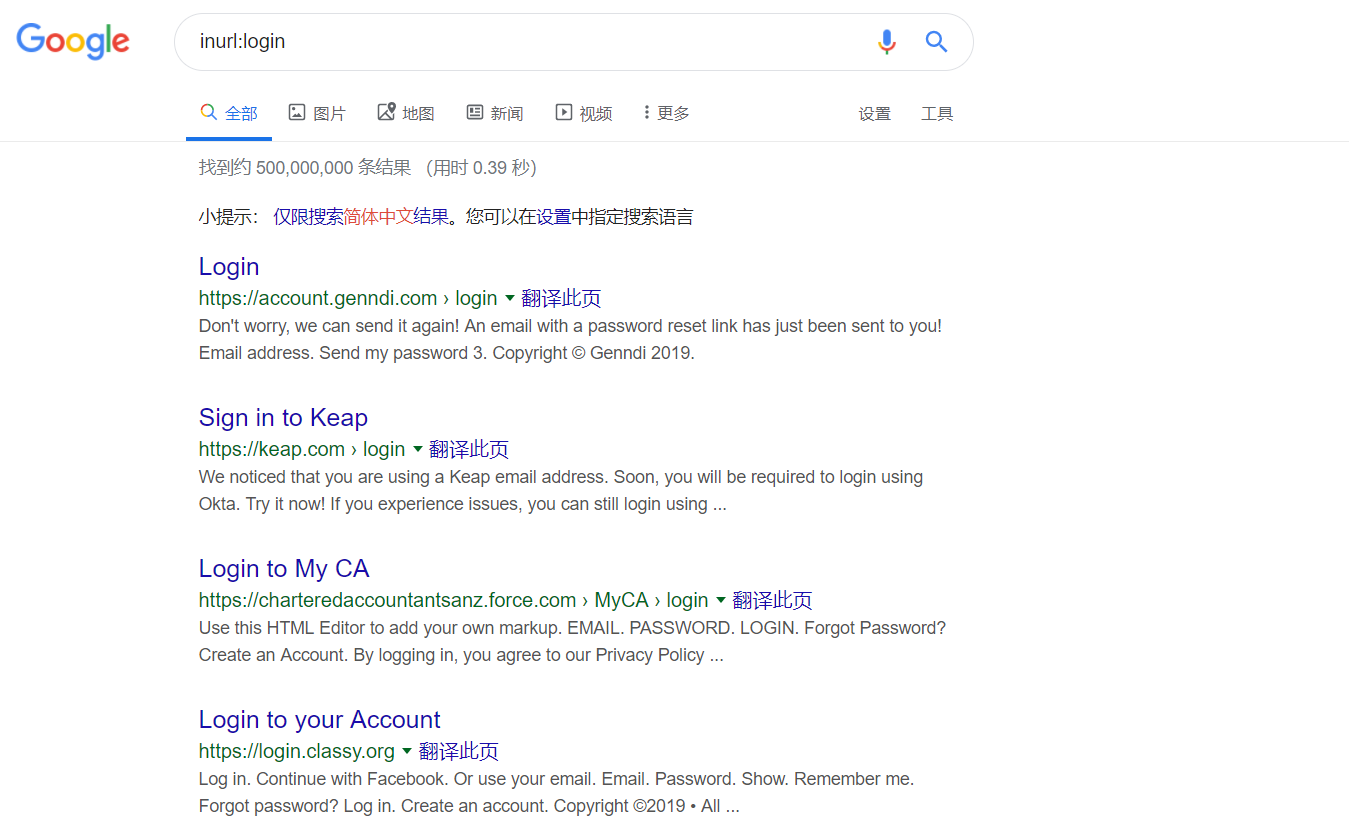 Google
inurl:login
全部 图片 地图 新闻 视频 更多 设置 工具
找到约 500,000,000 条结果 （用时 0.39 秒）
小提示： 仅限搜索简体中文结果。您可以在设置中指定搜索语言
Login
https://account.genndi.com › login 翻译此页
Don't worry, we can send it again! An email with a password reset link has just been sent to you!
Email address. Send my password 3. Copyright © Genndi 2019.
Sign in to Keap
https://keap.com › login 翻译此页
We noticed that you are using a Keap email address. Soon, you will be required to login using
Okta. Try it now! If you experience issues, you can still login using ...
Login to My CA
https://charteredaccountantsanz.force.com › MyCA › login 翻译此页
Use this HTML Editor to add your own markup. EMAIL. PASSWORD. LOGIN. Forgot Password?
Create an Account. By logging in, you agree to our Privacy Policy ...
Login to your Account
https://login.classy.org 翻译此页
Log in. Continue with Facebook. Or use your email. Email. Password. Show. Remember me.
Forgot password? Log in. Create an account. Copyright ©2019 • All ...